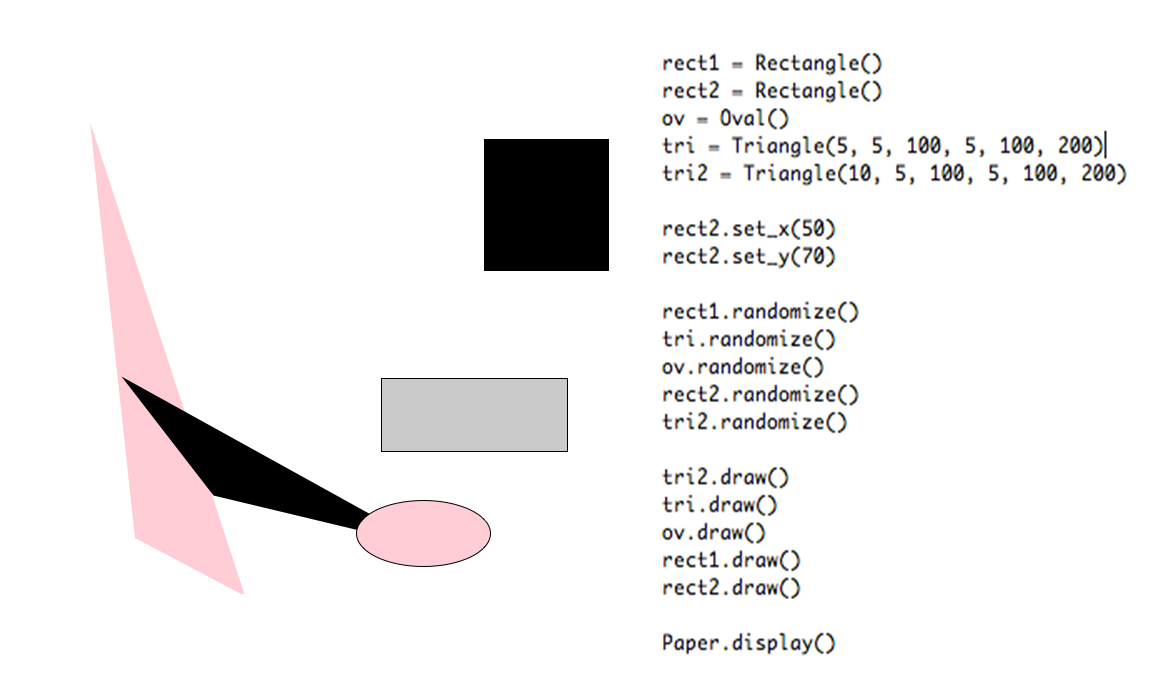 rect1 = Rectangle()
rect2 = Rectangle()
ov = Oval()
tri = Triangle(5, 5, 100, 5, 100, 200)
tri2 = Triangle(10, 5, 100, 5, 100, 200)
rect2.set_x(50)
rect2.set_y(70)
rect1.randomize()
tri.randomize()
ov.randomize()
rect2.randomize()
tri2.randomize()
tri2.draw()
tri.draw()
ov.draw()
rect1.draw()
rect2.draw()
Paper.display()